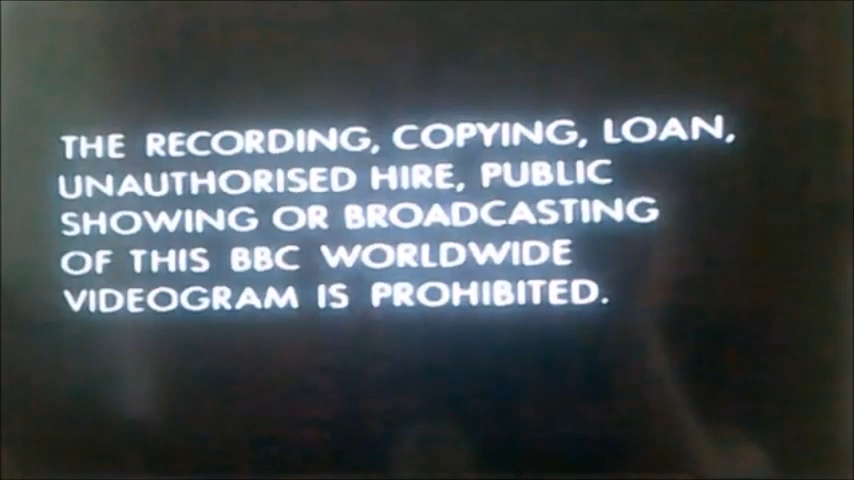 THE RECORDING, COPYING, LOAN,
UNAUTHORISED HIRE, PUBLIC
SHOWING OR BROADCASTING
OF THIS BBC WORLDWIDE
VIDEOGRAM IS PROHIBITED.